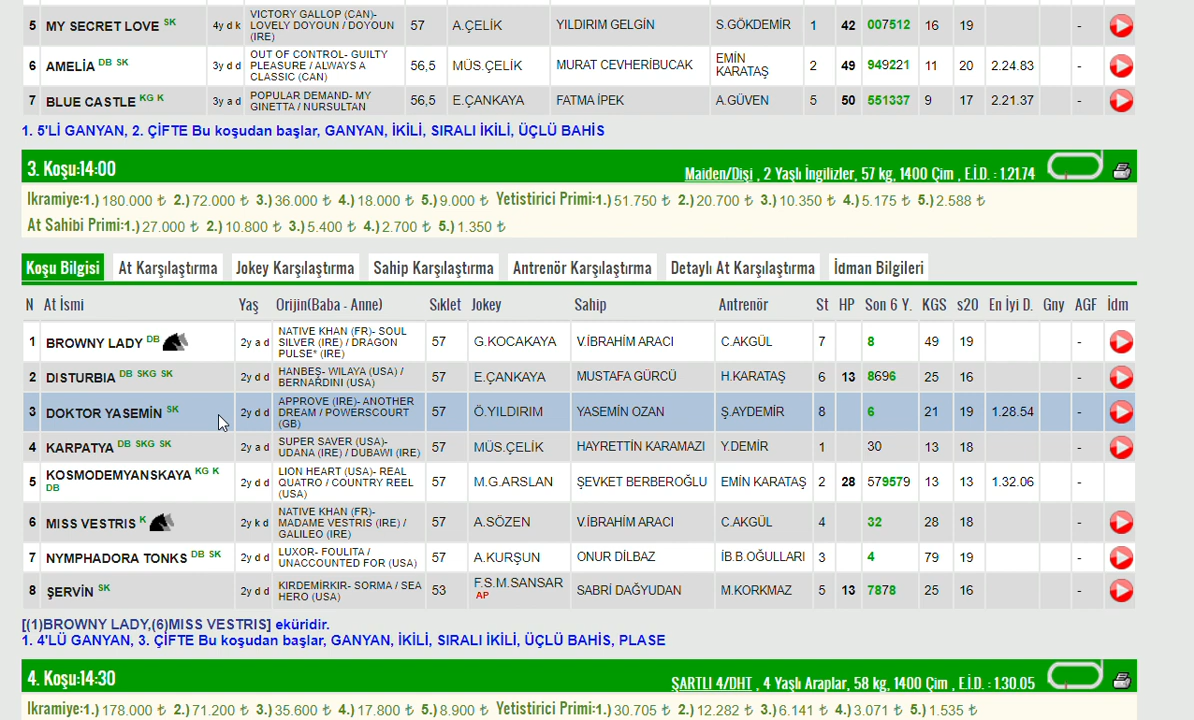 5 MY SECRET LOVE SK 4y d k VICTORY GALLOP (CAN)- LOVELY DOYOUN / DOYOUN (IRE) 57 A.ÇELİK YILDIRIM GELGİN S.GÖKDEMİR 1 42 007512 16 19 -
6 AMELİA DB SK 3y d d OUT OF CONTROL- GUILTY PLEASURE / ALWAYS A CLASSIC (CAN) 56,5 MÜS.ÇELİK MURAT CEVHERİBUCAK EMİN KARATAŞ 2 49 949221 11 20 2.24.83 -
7 BLUE CASTLE KG K 3y a d POPULAR DEMAND- MY GINETTA / NURSULTAN 56,5 E.ÇANKAYA FATMA İPEK A.GÜVEN 5 50 551337 9 17 2.21.37 -
1. 5'Lİ GANYAN, 2. ÇİFTE Bu koşudan başlar, GANYAN, İKİLİ, SIRALI İKİLİ, ÜÇLÜ BAHİS
3. Koşu:14:00 Maiden/Dişi , 2 Yaşlı İngilizler, 57 kg, 1400 Çim , E.İ.D. : 1.21.74
Ikramiye:1.) 180.000 ₺ 2.) 72.000 ₺ 3.) 36.000 ₺ 4.) 18.000 ₺ 5.) 9.000 ₺ Yetistirici Primi:1.) 51.750 ₺ 2.) 20.700 ₺ 3.) 10.350 ₺ 4.) 5.175 ₺ 5.) 2.588 ₺
At Sahibi Primi:1.) 27.000 ₺ 2.) 10.800 ₺ 3.) 5.400 ₺ 4.) 2.700 ₺ 5.) 1.350 ₺
Koşu Bilgisi At Karşılaştırma Jokey Karşılaştırma Sahip Karşılaştırma Antrenör Karşılaştırma Detaylı At Karşılaştırma İdman Bilgileri
N At İsmi Yaş Orijin(Baba - Anne) Sıklet Jokey Sahip Antrenör St HP Son 6 Y. KGS s20 En İyi D. Gny AGF İdm
1 BROWNY LADY DB 2y a d NATIVE KHAN (FR)- SOUL SILVER (IRE) / DRAGON PULSE* (IRE) 57 G.KOCAKAYA V.İBRAHİM ARACI C.AKGÜL 7 8 49 19 -
2 DISTURBIA DB SKG SK 2y d d HANBEŞ- WILAYA (USA) / BERNARDINI (USA) 57 E.ÇANKAYA MUSTAFA GÜRCÜ H.KARATAŞ 6 13 8696 25 16 -
3 DOKTOR YASEMİN SK 2y d d APPROVE (IRE)- ANOTHER DREAM / POWERSCOURT (GB) 57 Ö.YILDIRIM YASEMİN OZAN Ş.AYDEMİR 8 6 21 19 1.28.54 -
4 KARPATYA DB SKG SK 2y a d SUPER SAVER (USA)- UDANA (IRE) / DUBAWI (IRE) 57 MÜS.ÇELİK HAYRETTİN KARAMAZI Y.DEMİR 1 30 13 18 -
5 KOSMODEMYANSKAYA KG K DB 2y d d LION HEART (USA)- REAL QUATRO / COUNTRY REEL (USA) 57 M.G.ARSLAN ŞEVKET BERBEROĞLU EMİN KARATAŞ 2 28 579579 13 13 1.32.06 -
6 MISS VESTRIS K 2y k d NATIVE KHAN (FR)- MADAME VESTRIS (IRE) / GALILEO (IRE) 57 A.SÖZEN V.İBRAHİM ARACI C.AKGÜL 4 32 28 18 -
7 NYMPHADORA TONKS DB SK 2y d d LUXOR- FOULITA / UNACCOUNTED FOR (USA) 57 A.KURŞUN ONUR DİLBAZ İB.B.OĞULLARI 3 4 79 19 -
8 ŞERVİN SK 2y d d KIRDEMİRKIR- SORMA / SEA HERO (USA) 53 F.S.M.SANSAR AP SABRİ DAĞYUDAN M.KORKMAZ 5 13 7878 25 16 -
[(1)BROWNY LADY,(6)MISS VESTRIS] eküridir.
1. 4'LÜ GANYAN, 3. ÇİFTE Bu koşudan başlar, GANYAN, İKİLİ, SIRALI İKİLİ, ÜÇLÜ BAHİS, PLASE
4. Koşu:14:30 ŞARTLI 4/DHT , 4 Yaşlı Araplar, 58 kg, 1400 Çim , E.İ.D. : 1.30.05
Ikramiye:1.) 178.000 ₺ 2.) 71.200 ₺ 3.) 35.600 ₺ 4.) 17.800 ₺ 5.) 8.900 ₺ Yetistirici Primi:1.) 30.705 ₺ 2.) 12.282 ₺ 3.) 6.141 ₺ 4.) 3.071 ₺ 5.) 1.535 ₺